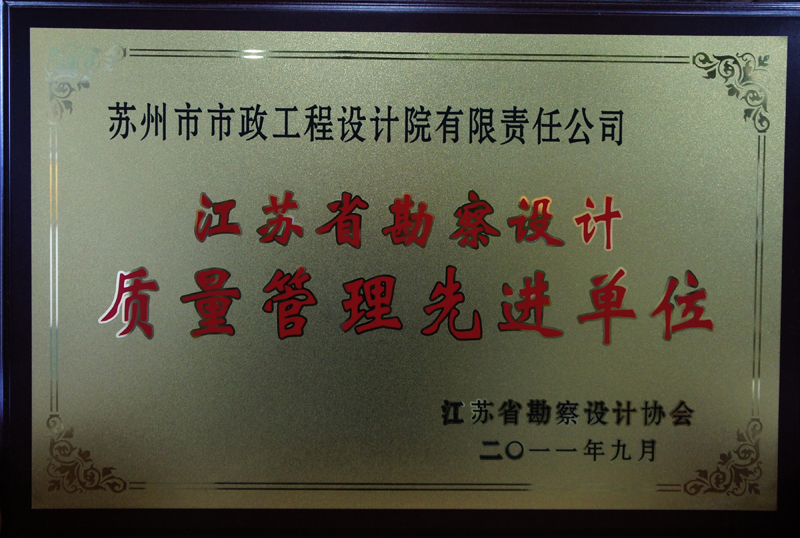 苏州市市政工程设计院有限责任公司
江苏省勘察设计
质量管理先进单位
江苏省勘察设计协会
二〇一一年九月